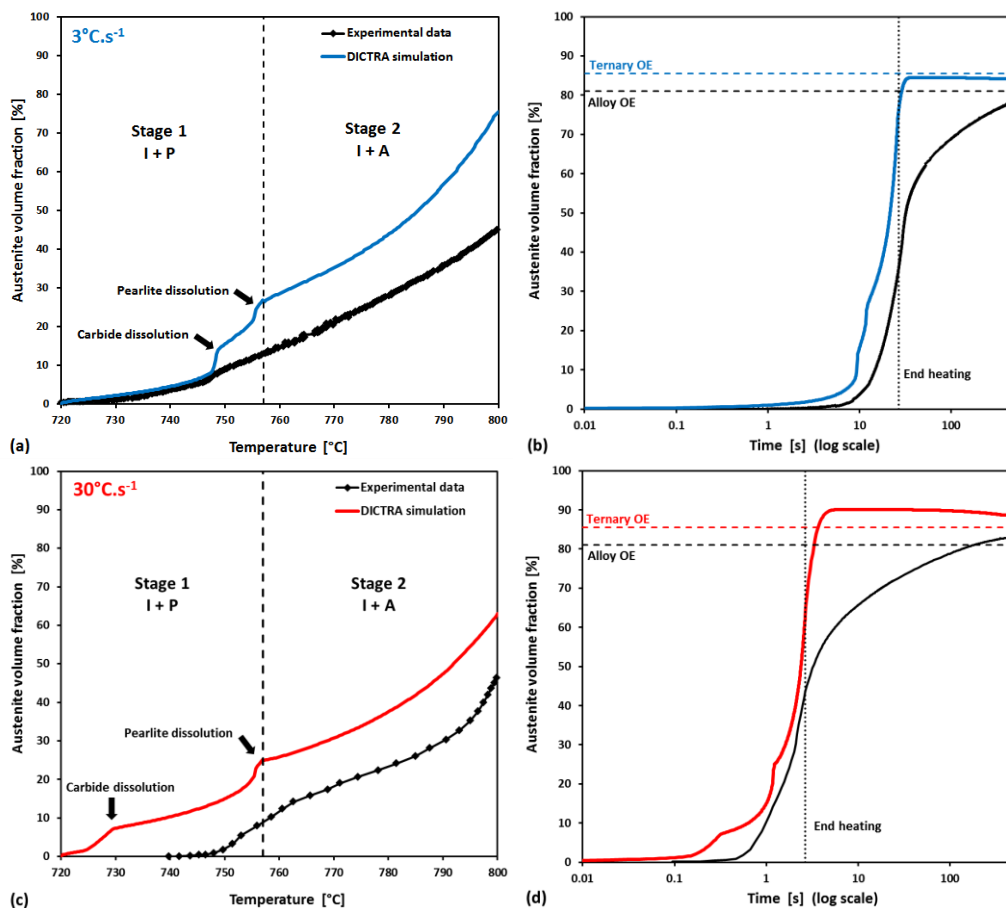 3°C.s⁻¹
Experimental data
DICTRA simulation
Stage 1
I + P
Stage 2
I + A
Pearlite dissolution
Carbide dissolution
Austenite volume fraction [%]
100
90
80
70
60
50
40
30
20
10
0
720 730 740 750 760 770 780 790 800
(a)
Temperature [°C]
Ternary OE
Alloy OE
End heating
Austenite volume fraction [%]
100
90
80
70
60
50
40
30
20
10
0
0.01 0.1 1 10 100
(b)
Time [s] (log scale)
30°C.s⁻¹
Experimental data
DICTRA simulation
Stage 1
I + P
Stage 2
I + A
Pearlite dissolution
Carbide dissolution
Austenite volume fraction [%]
100
90
80
70
60
50
40
30
20
10
0
720 730 740 750 760 770 780 790 800
(c)
Temperature [°C]
Ternary OE
Alloy OE
End heating
Austenite volume fraction [%]
100
90
80
70
60
50
40
30
20
10
0
0.01 0.1 1 10 100
(d)
Time [s] (log scale)